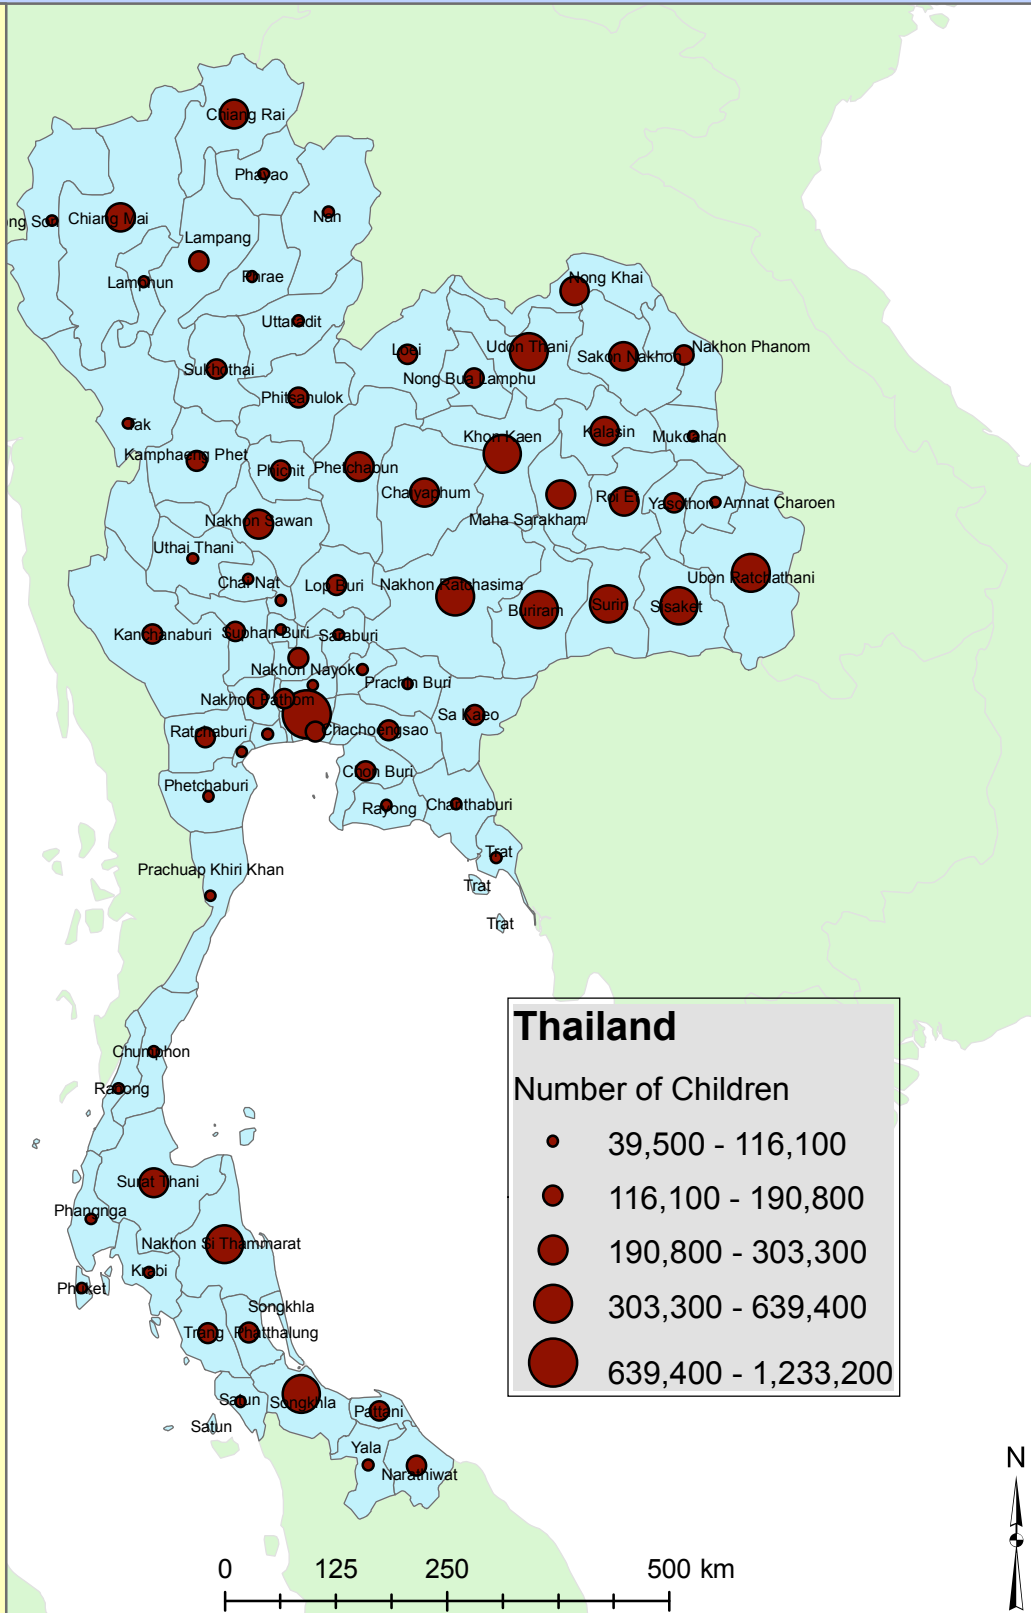 Chiang Rai
Phayao
Nan
ong Son
Chiang Mai
Lampang
Lamphun
Phrae
Uttaradit
Nong Khai
Loei
Udon Thani
Sakon Nakhon
Nakhon Phanom
Nong Bua Lamphu
Sukhothai
Phitsanulok
Tak
Khon Kaen
Kalasin
Mukdahan
Kamphaeng Phet
Phichit
Phetchabun
Chaiyaphum
Maha Sarakham
Roi Et
Yasothon
Amnat Charoen
Nakhon Sawan
Uthai Thani
Chai Nat
Lop Buri
Nakhon Ratchasima
Buriram
Surin
Sisaket
Ubon Ratchathani
Kanchanaburi
Suphan Buri
Saraburi
Nakhon Nayok
Prachin Buri
Nakhon Pathom
Sa Kaeo
Ratchaburi
Chachoengsao
Chon Buri
Phetchaburi
Rayong
Chanthaburi
Trat
Trat
Trat
Prachuap Khiri Khan
Chumphon
Ranong
Surat Thani
Phangnga
Nakhon Si Thammarat
Krabi
Phuket
Songkhla
Trang
Phatthalung
Satun
Songkhla
Pattani
Satun
Yala
Narathiwat
Thailand
Number of Children
39,500 - 116,100
116,100 - 190,800
190,800 - 303,300
303,300 - 639,400
639,400 - 1,233,200
N
0 125 250 500 km